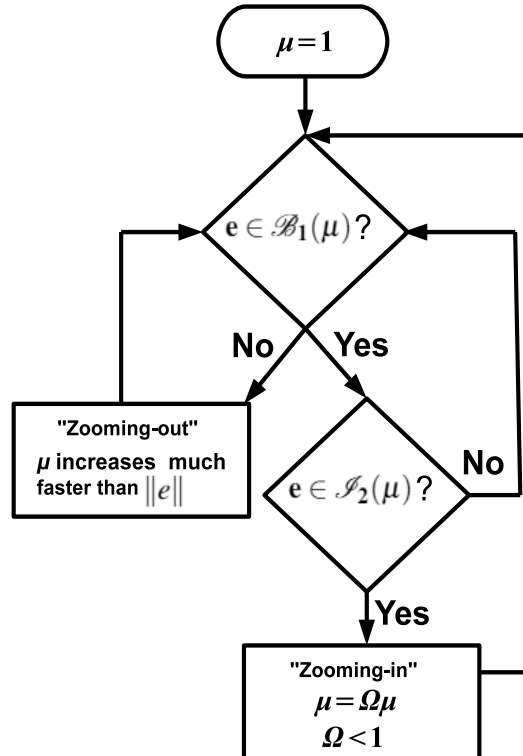 μ=1
e ∈ ℬ₁(μ)?
No
Yes
"Zooming-out"
μ increases much
faster than ‖e‖
No
e ∈ ℐ₂(μ)?
Yes
"Zooming-in"
μ=Ωμ
Ω<1